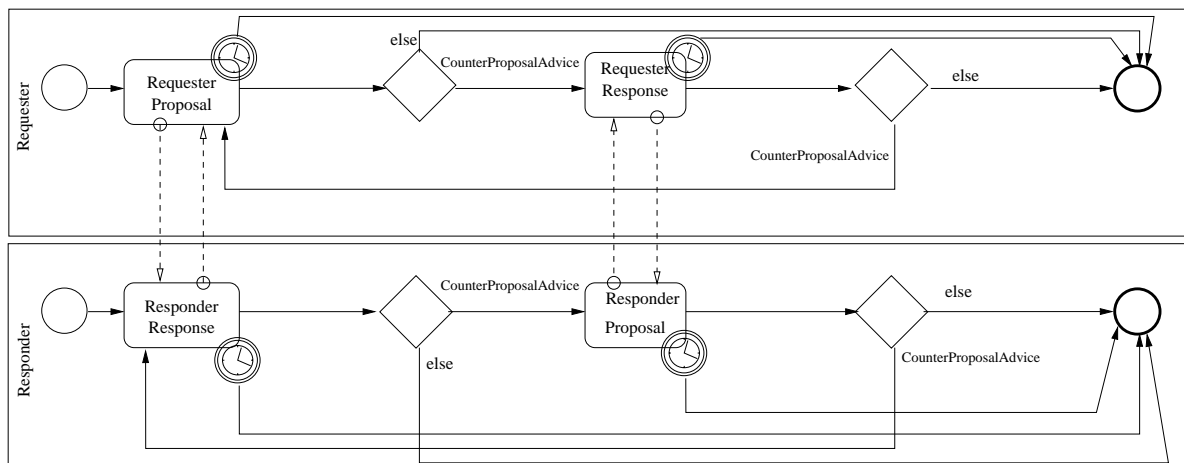 Requester
Requester
Proposal
else
CounterProposalAdvice
Requester
Response
else
CounterProposalAdvice
Responder
Responder
Response
CounterProposalAdvice
else
Responder
Proposal
else
CounterProposalAdvice